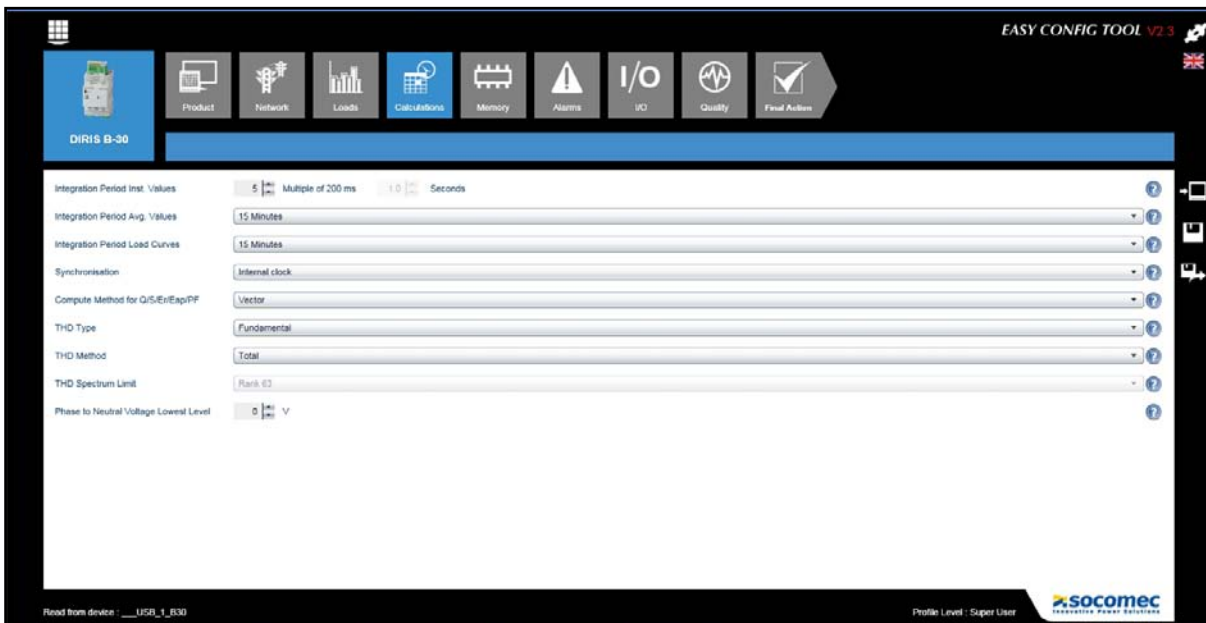 EASY CONFIG TOOL V2.3
Product
Network
Loads
Calculations
Memory
Alarms
I/O
I/O
Quality
Final Action
DIRIS B-30
Integration Period Inst. Values 5 Multiple of 200 ms 1.0 Seconds
Integration Period Avg. Values 15 Minutes
Integration Period Load Curves 15 Minutes
Synchronisation Internal clock
Compute Method for Q/S/Er/Eap/PF Vector
THD Type Fundamental
THD Method Total
THD Spectrum Limit Rank 63
Phase to Neutral Voltage Lowest Level 0 V
Read from device : ___USB_1_B30
Profile Level : Super User
socomec
Innovative Power Solutions